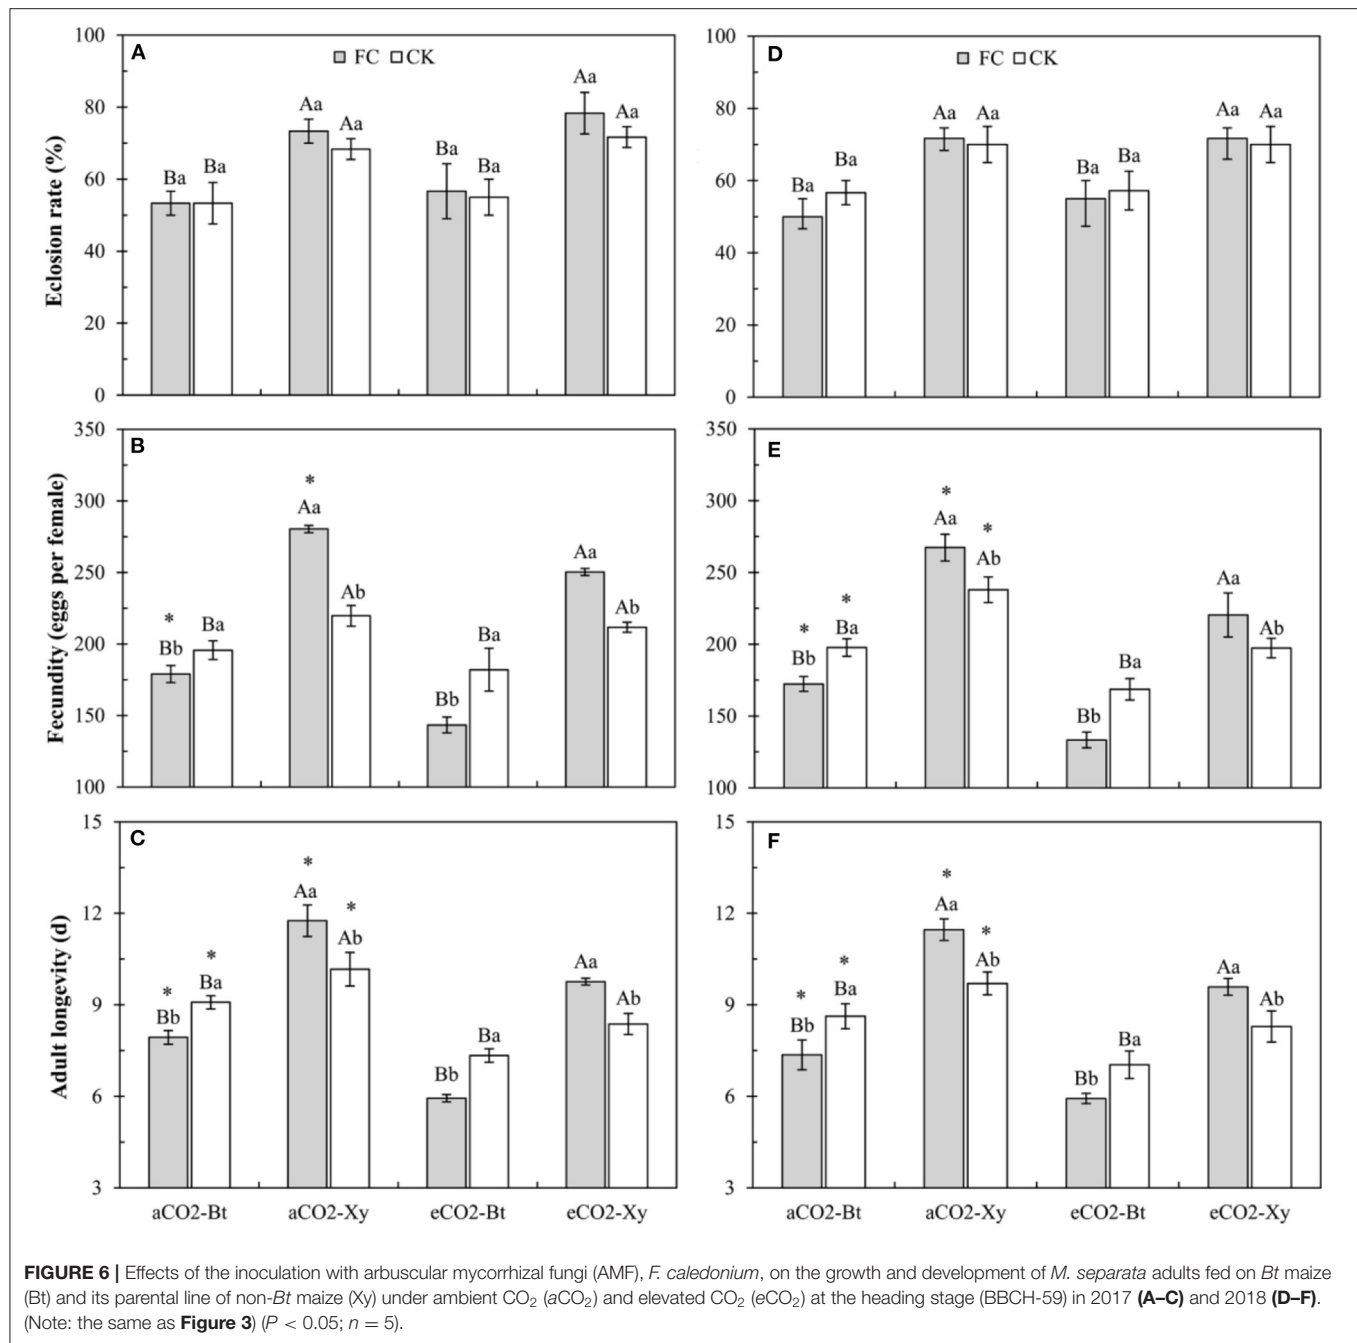 A
FC CK
Eclosion rate (%)
100
80
60
40
20
0
Ba Ba Aa Aa Ba Ba Aa Aa
D
FC CK
100
80
60
40
20
0
Ba Ba Aa Aa Ba Ba Aa Aa
B
Fecundity (eggs per female)
350
300
250
200
150
100
* *
Bb Ba Aa Ab Bb Ba Aa Ab
E
350
300
250
200
150
100
* * * *
Bb Ba Aa Ab Bb Ba Aa Ab
C
Adult longevity (d)
15
12
9
6
3
* * * *
Bb Ba Aa Ab Bb Ba Aa Ab
aCO2-Bt aCO2-Xy eCO2-Bt eCO2-Xy
F
15
12
9
6
3
* * * *
Bb Ba Aa Ab Bb Ba Aa Ab
aCO2-Bt aCO2-Xy eCO2-Bt eCO2-Xy
FIGURE 6 | Effects of the inoculation with arbuscular mycorrhizal fungi (AMF), F. caledonium, on the growth and development of M. separata adults fed on Bt maize
(Bt) and its parental line of non-Bt maize (Xy) under ambient CO₂ (aCO₂) and elevated CO₂ (eCO₂) at the heading stage (BBCH-59) in 2017 (A–C) and 2018 (D–F).
(Note: the same as Figure 3) (P < 0.05; n = 5).